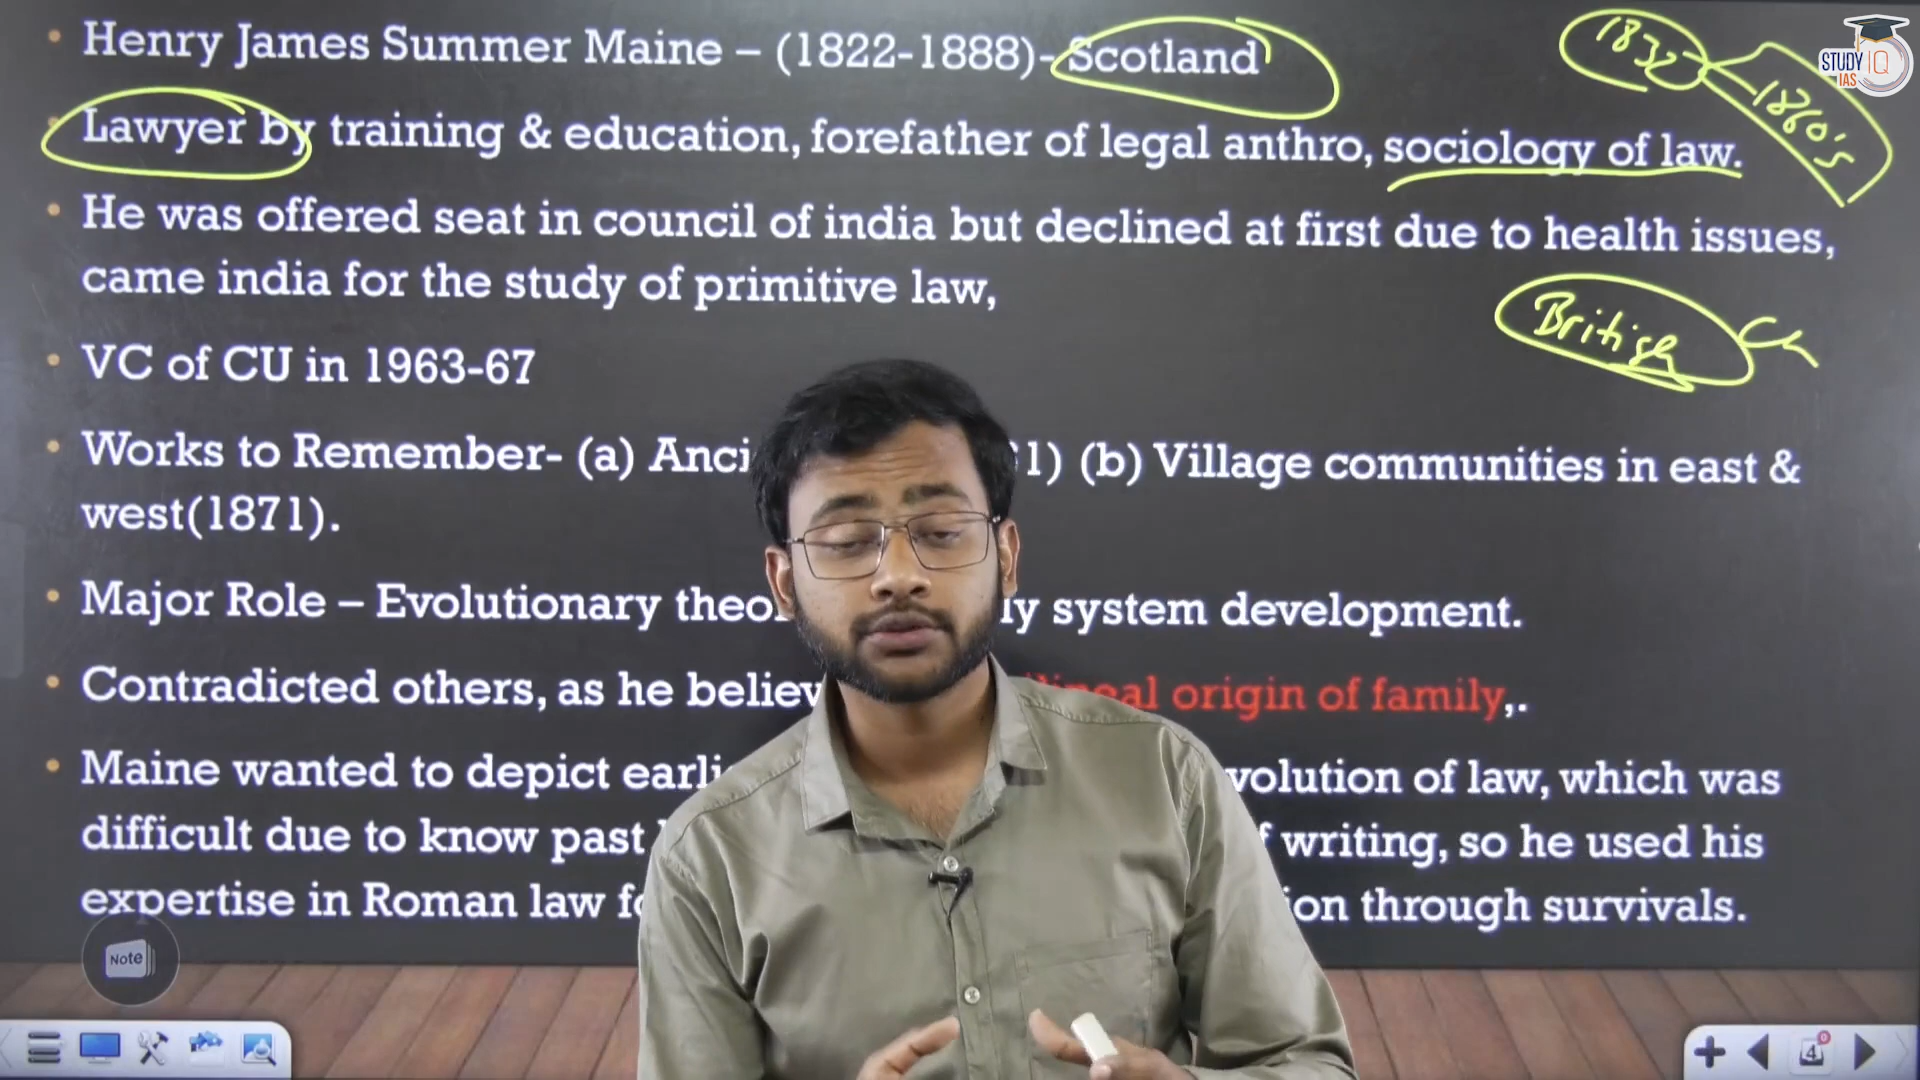 Henry James Summer Maine – (1822-1888)- Scotland
Lawyer by training & education, forefather of legal anthro, sociology of law.
He was offered seat in council of india but declined at first due to health issues,
came india for the study of primitive law,
VC of CU in 1963-67
Works to Remember- (a) Anci 1) (b) Village communities in east &
west(1871).
Major Role – Evolutionary theo ly system development.
Contradicted others, as he believ lineal origin of family,.
Maine wanted to depict earli volution of law, which was
difficult due to know past f writing, so he used his
expertise in Roman law fo ion through survivals.
1832
1860's
British
STUDY IQ
IAS
Note
4
0